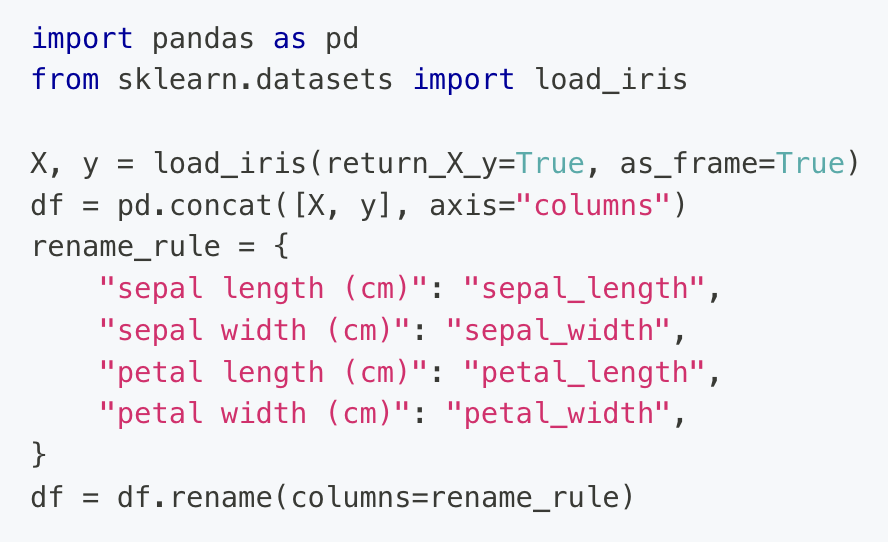 import pandas as pd
from sklearn.datasets import load_iris

X, y = load_iris(return_X_y=True, as_frame=True)
df = pd.concat([X, y], axis="columns")
rename_rule = {
    "sepal length (cm)": "sepal_length",
    "sepal width (cm)": "sepal_width",
    "petal length (cm)": "petal_length",
    "petal width (cm)": "petal_width",
}
df = df.rename(columns=rename_rule)